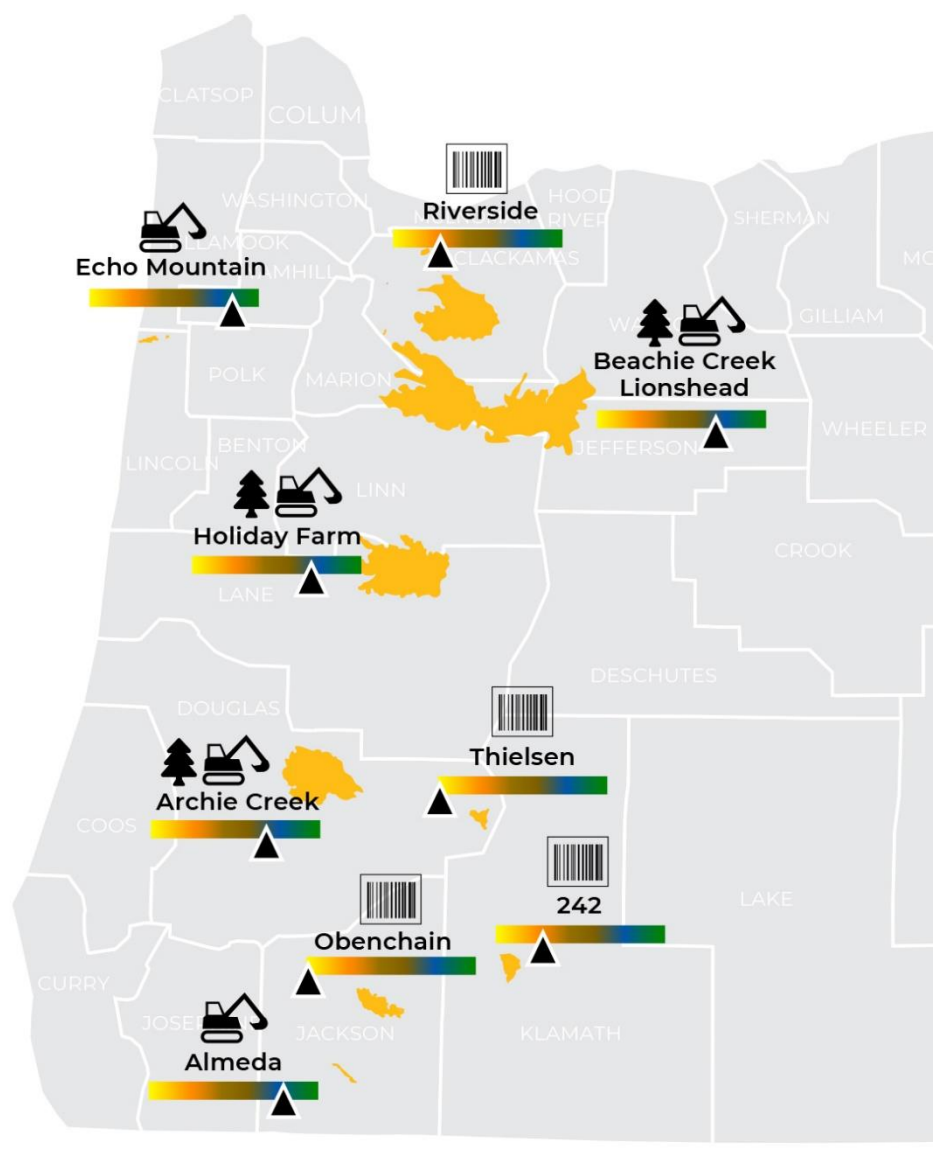 CLATSOP
COLUM
WASHINGTON
HOOD
RIVER
Riverside
SHERMAN
LLAMOOK
AMHILL
Echo Mountain
CLACKAMAS
MO
GILLIAM
WA
Beachie Creek
Lionshead
POLK
MARION
WHEELER
JEFFERSON
BENTON
LINCOLN
LINN
Holiday Farm
CROOK
LANE
DESCHUTES
DOUGLAS
Thielsen
Archie Creek
COOS
LAKE
242
Obenchain
CURRY
JOSE
JACKSON
KLAMATH
Almeda